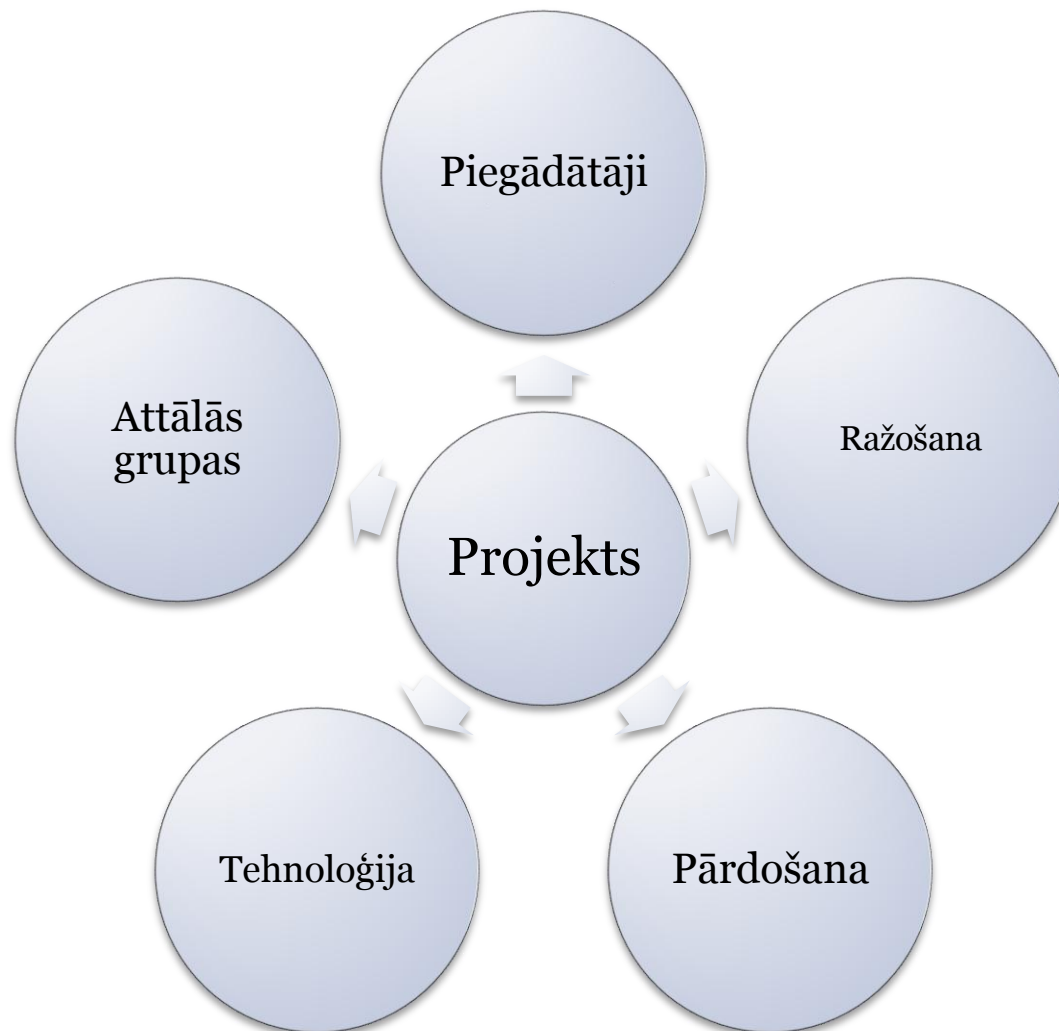 Piegādātāji
Attālās
grupas
Ražošana
Projekts
Tehnoloģija
Pārdošana